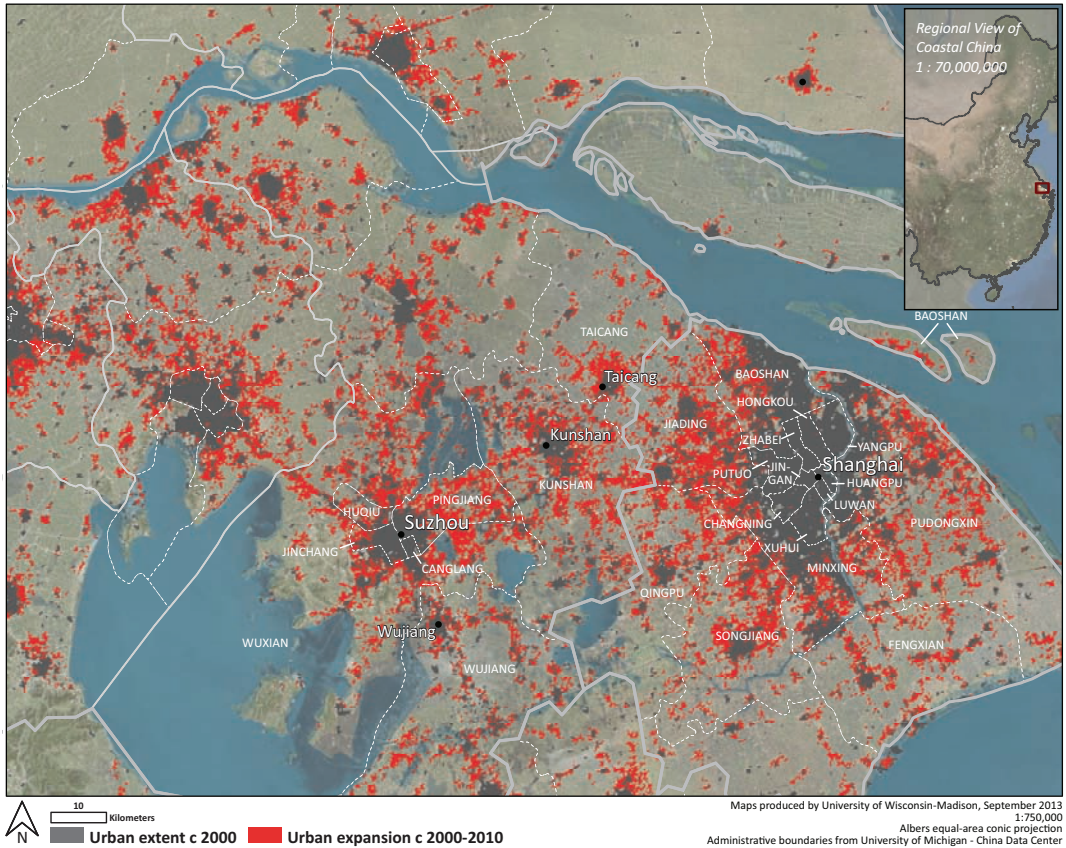 Regional View of
Coastal China
1 : 70,000,000
BAOSHAN
TAICANG
Taicang
BAOSHAN
HONGKOU
JIADING
Kunshan
ZHABEI
YANGPU
Shanghai
PUTUO
JIN-
GAN
HUANGPU
KUNSHAN
PINGJIANG
LUWAN
HUQIU
Suzhou
CHANGNING
PUDONGXIN
JINCHANG
XUHUI
CANGLANG
MINXING
QINGPU
Wujiang
SONGJIANG
WUXIAN
FENGXIAN
WUJIANG
N
10
Kilometers
Urban extent c 2000
Urban expansion c 2000-2010
Maps produced by University of Wisconsin-Madison, September 2013
1:750,000
Albers equal-area conic projection
Administrative boundaries from University of Michigan - China Data Center